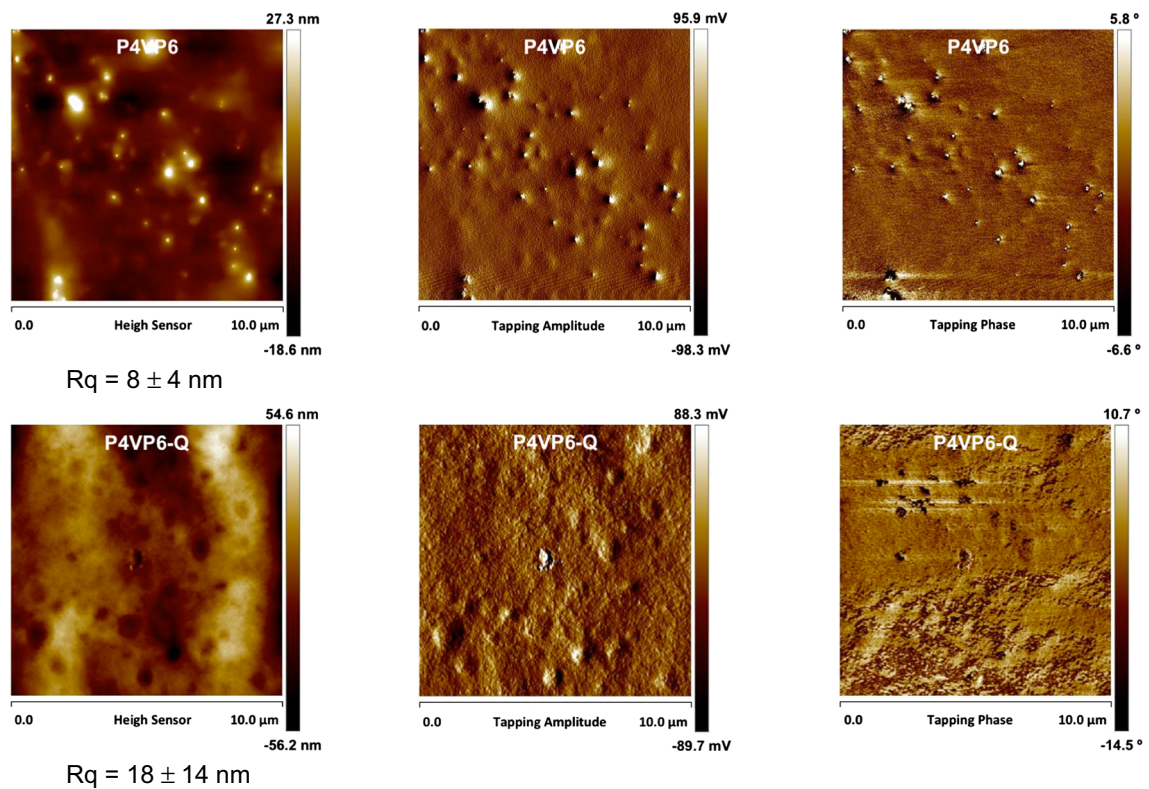 27.3 nm
95.9 mV
5.8 º
P4VP6
P4VP6
P4VP6
0.0 Heigh Sensor 10.0 µm
0.0 Tapping Amplitude 10.0 µm
0.0 Tapping Phase 10.0 µm
-18.6 nm
-98.3 mV
-6.6 º
Rq = 8 ± 4 nm
54.6 nm
88.3 mV
10.7 º
P4VP6-Q
P4VP6-Q
P4VP6-Q
0.0 Heigh Sensor 10.0 µm
0.0 Tapping Amplitude 10.0 µm
0.0 Tapping Phase 10.0 µm
-56.2 nm
-89.7 mV
-14.5 º
Rq = 18 ± 14 nm